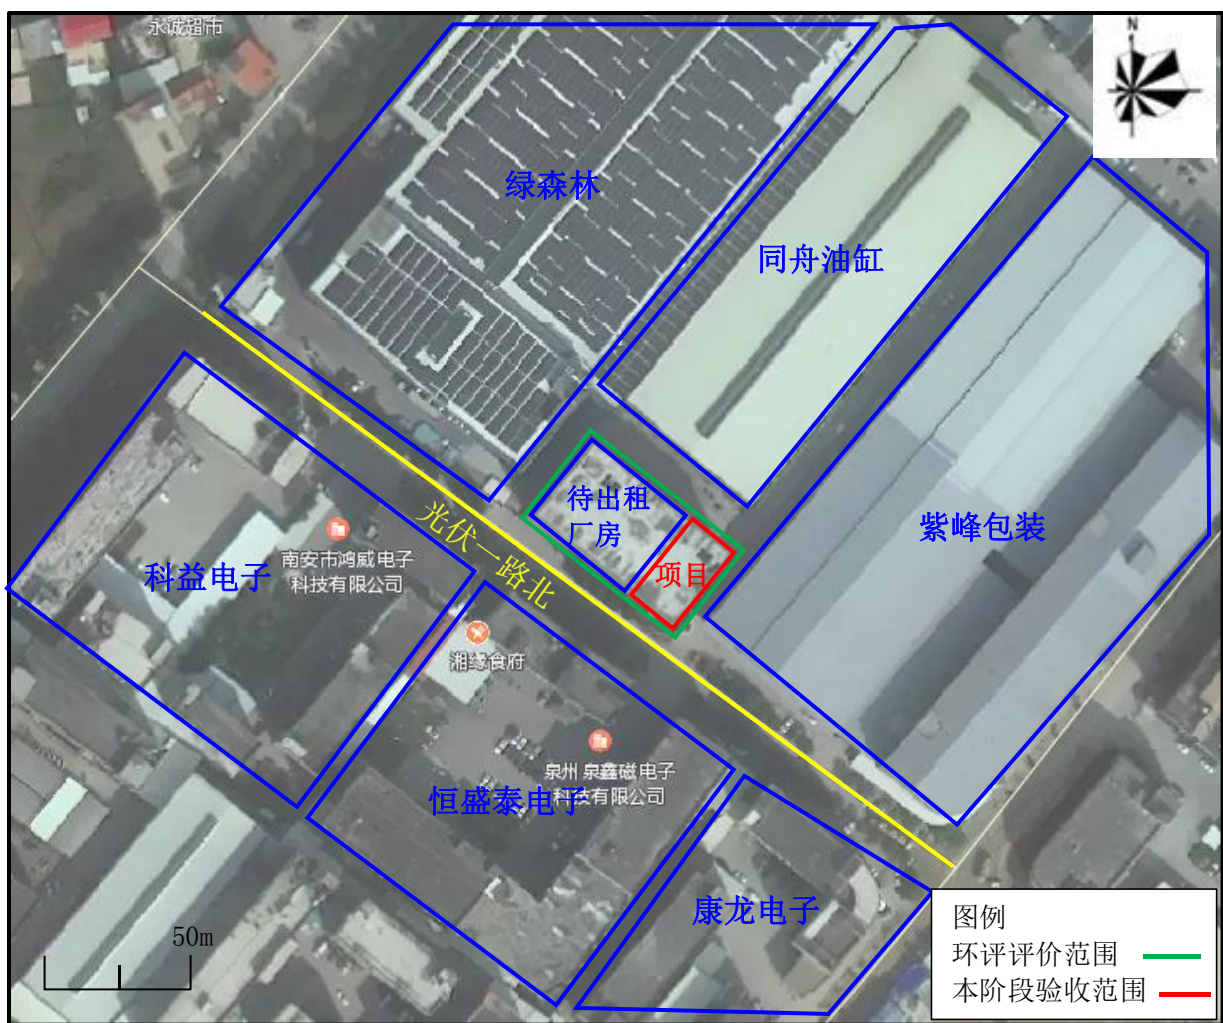 永诚超市
N
绿森林
同舟油缸
待出租
厂房
紫峰包装
光伏一路北
项目
南安市鸿威电子
科技有限公司
科益电子
湘缘食府
泉州泉鑫磁电子
科技有限公司
恒盛泰电子
康龙电子
50m
图例
环评评价范围
本阶段验收范围